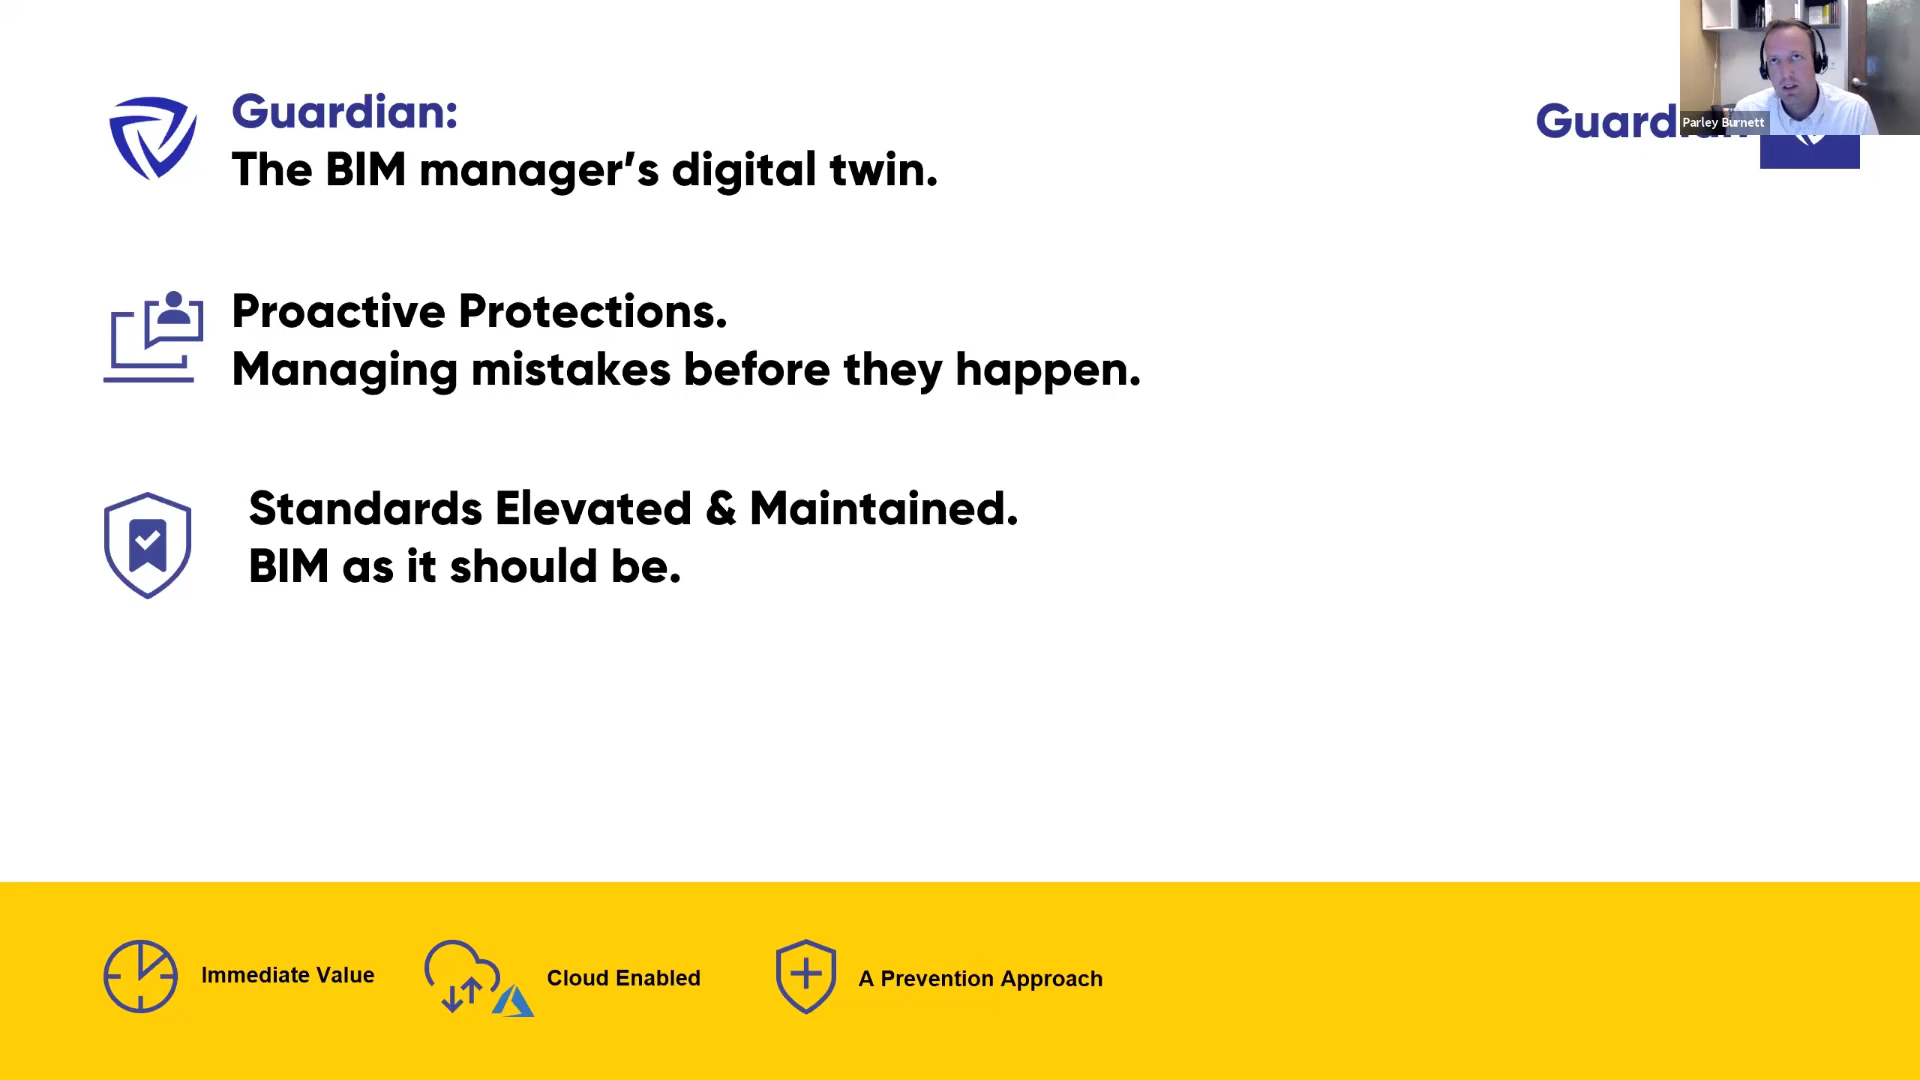 Guardian:
The BIM manager’s digital twin.
Guardian
Parley Burnett
Proactive Protections.
Managing mistakes before they happen.
Standards Elevated & Maintained.
BIM as it should be.
Immediate Value
Cloud Enabled
A Prevention Approach